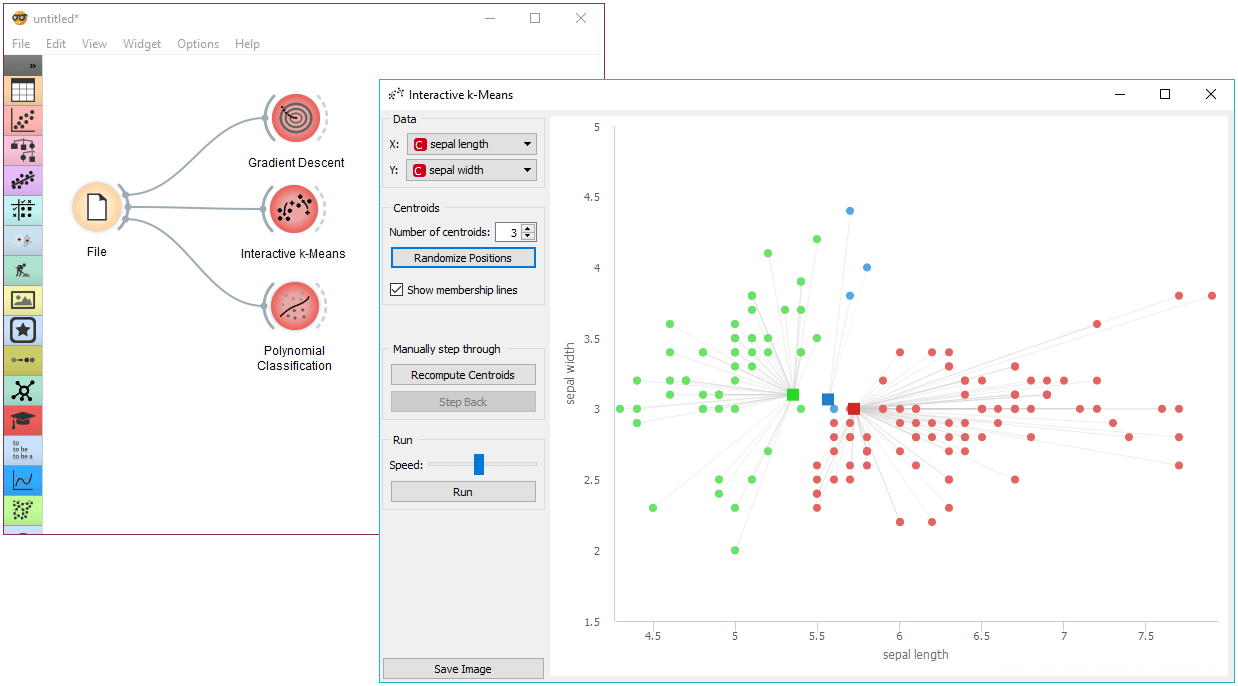 untitled*
File Edit View Widget Options Help
»
Gradient Descent
File
Interactive k-Means
Polynomial
Classification
to
to be
to be a
Interactive k-Means
Data
X: C sepal length
Y: C sepal width
Centroids
Number of centroids: 3
Randomize Positions
Show membership lines
Manually step through
Recompute Centroids
Step Back
Run
Speed:
Run
Save Image
5
4.5
4
3.5
3
2.5
2
1.5
sepal width
4.5 5 5.5 6 6.5 7 7.5
sepal length